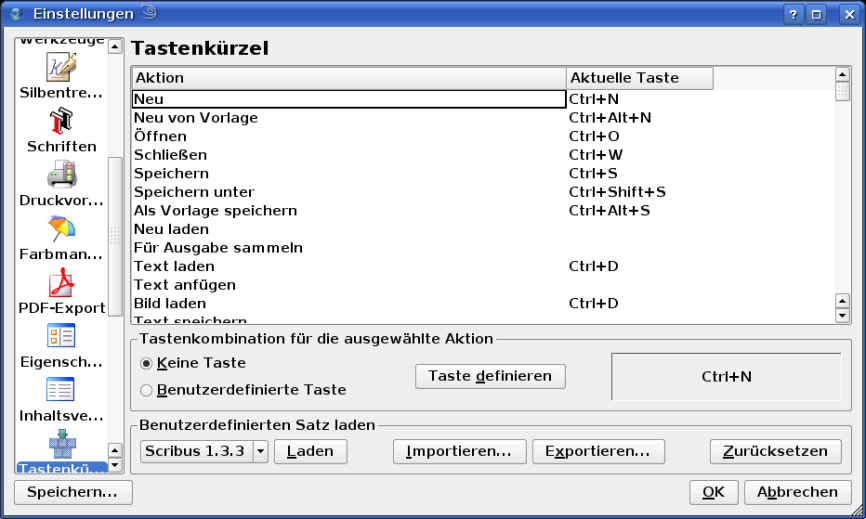 Einstellungen
Werkzeuge
Silbentre...
Schriften
Druckvor...
Farbman...
PDF-Export
Eigensch...
Inhaltsve...
Tastenkü...
Tastenkürzel
Aktion Aktuelle Taste
Neu Ctrl+N
Neu von Vorlage Ctrl+Alt+N
Öffnen Ctrl+O
Schließen Ctrl+W
Speichern Ctrl+S
Speichern unter Ctrl+Shift+S
Als Vorlage speichern Ctrl+Alt+S
Neu laden
Für Ausgabe sammeln
Text laden Ctrl+D
Text anfügen
Bild laden Ctrl+D
Text speichern
Tastenkombination für die ausgewählte Aktion
Keine Taste
Benutzerdefinierte Taste
Taste definieren
Ctrl+N
Benutzerdefinierten Satz laden
Scribus 1.3.3 Laden Importieren... Exportieren... Zurücksetzen
Speichern... OK Abbrechen